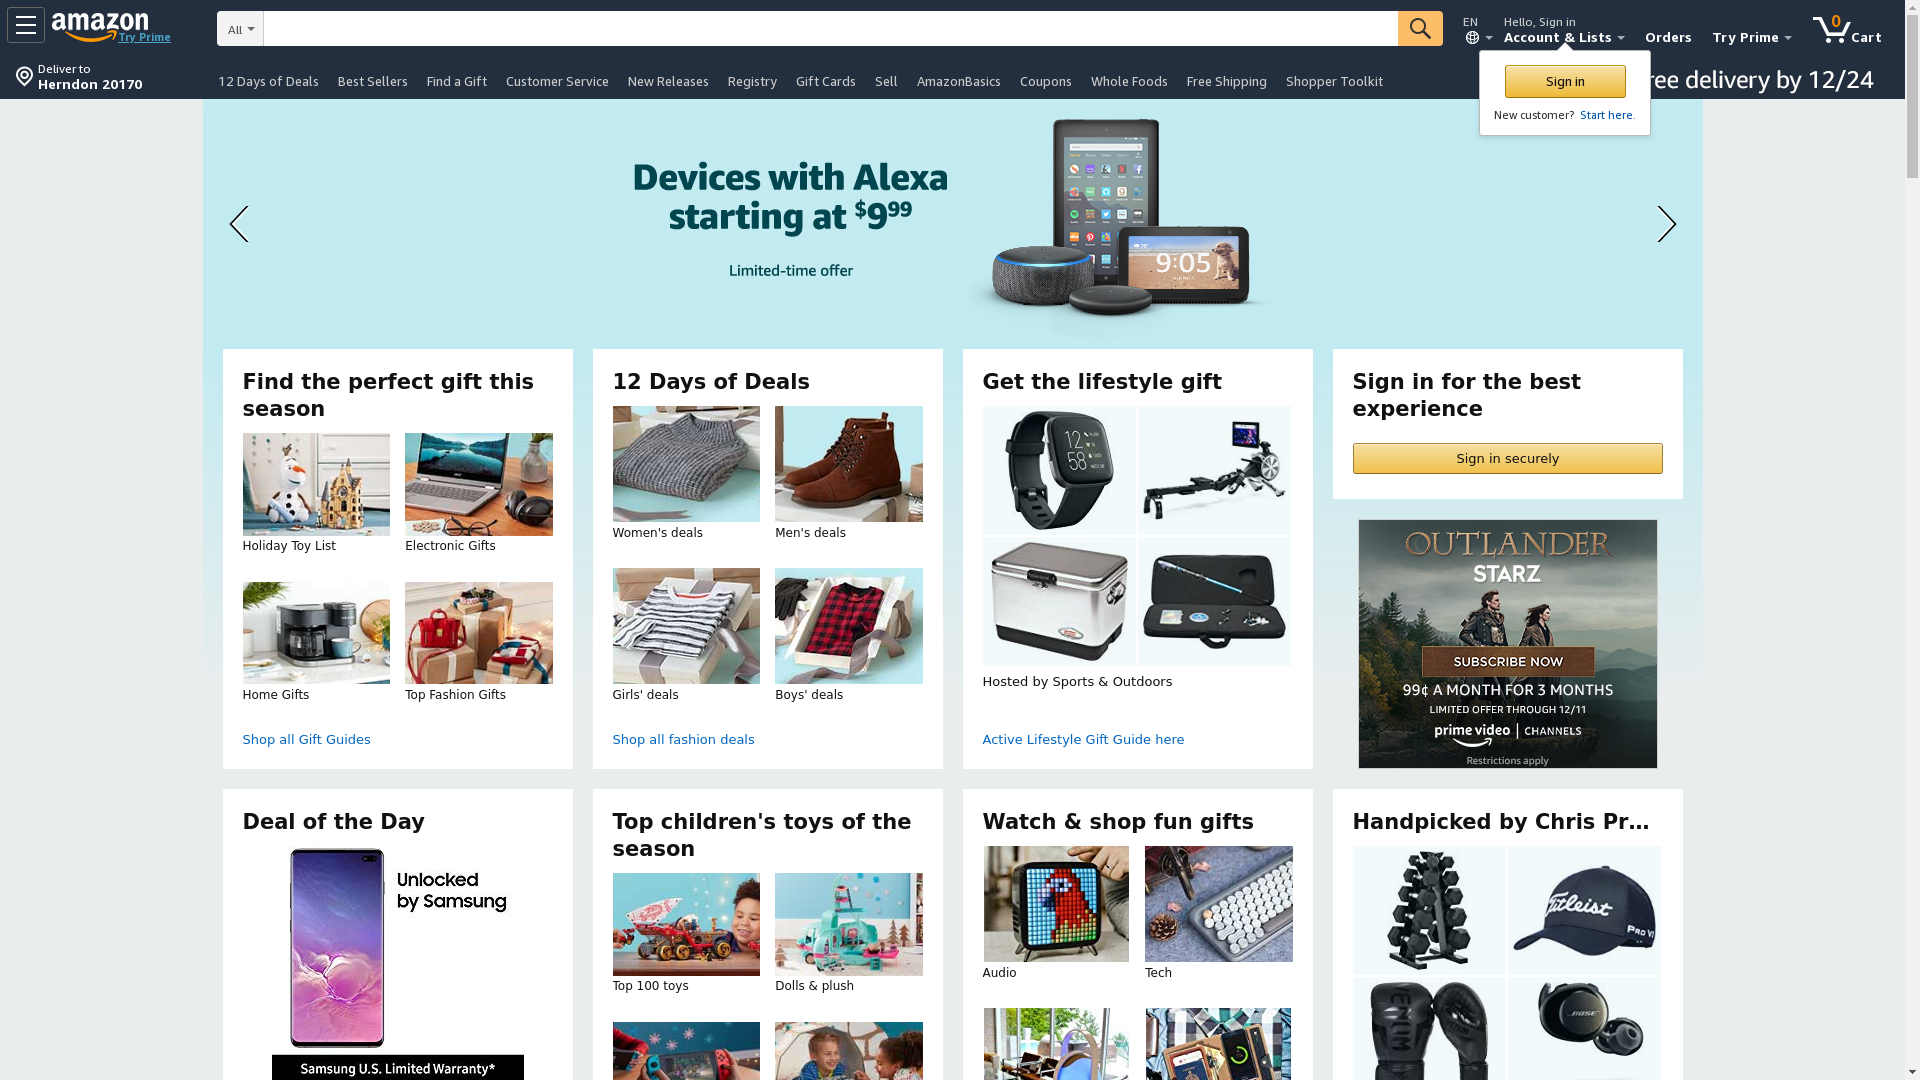 amazon
Try Prime
All
EN
Hello, Sign in
Account & Lists
Orders
Try Prime
0
Cart
Deliver to
Herndon 20170
12 Days of Deals
Best Sellers
Find a Gift
Customer Service
New Releases
Registry
Gift Cards
Sell
AmazonBasics
Coupons
Whole Foods
Free Shipping
Shopper Toolkit
ree delivery by 12/24
Sign in
New customer? Start here.
Devices with Alexa
starting at $9.99
Limited-time offer
9:05
Find the perfect gift this
season
Holiday Toy List
Electronic Gifts
Home Gifts
Top Fashion Gifts
Shop all Gift Guides
12 Days of Deals
Women's deals
Men's deals
Girls' deals
Boys' deals
Shop all fashion deals
Get the lifestyle gift
12
58
Hosted by Sports & Outdoors
Active Lifestyle Gift Guide here
Sign in for the best
experience
Sign in securely
OUTLANDER
STARZ
SUBSCRIBE NOW
99¢ A MONTH FOR 3 MONTHS
LIMITED OFFER THROUGH 12/11
prime video | CHANNELS
Restrictions apply
Deal of the Day
Unlocked
by Samsung
Samsung U.S. Limited Warranty*
Top children's toys of the
season
Top 100 toys
Dolls & plush
Watch & shop fun gifts
Audio
Tech
Handpicked by Chris Pr...
Titleist
PRO V1
VENUM
BOSE